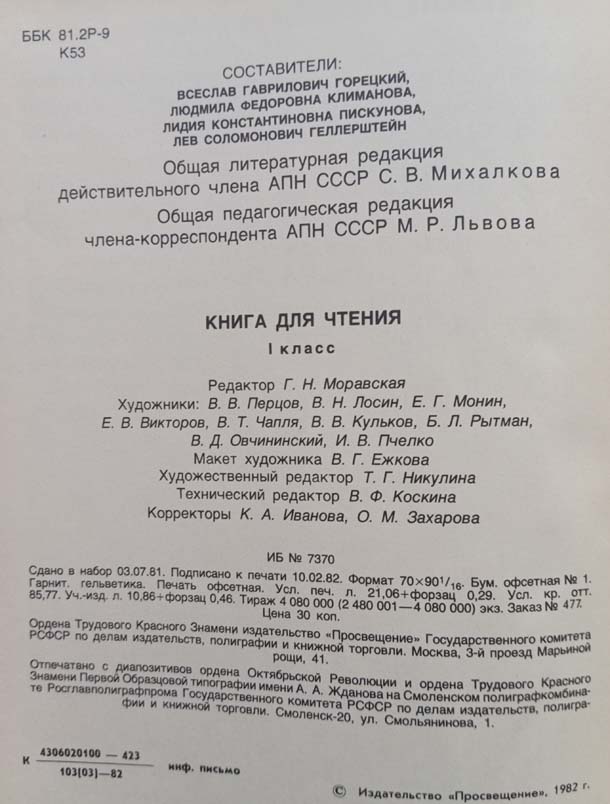 ББК 81.2Р-9
К53
СОСТАВИТЕЛИ:
ВСЕСЛАВ ГАВРИЛОВИЧ ГОРЕЦКИЙ,
ЛЮДМИЛА ФЕДОРОВНА КЛИМАНОВА,
ЛИДИЯ КОНСТАНТИНОВНА ПИСКУНОВА,
ЛЕВ СОЛОМОНОВИЧ ГЕЛЛЕРШТЕЙН
Общая литературная редакция
действительного члена АПН СССР С. В. Михалкова
Общая педагогическая редакция
члена-корреспондента АПН СССР М. Р. Львова
КНИГА ДЛЯ ЧТЕНИЯ
I класс
Редактор Г. Н. Моравская
Художники: В. В. Перцов, В. Н. Лосин, Е. Г. Монин,
Е. В. Викторов, В. Т. Чапля, В. В. Кульков, Б. Л. Рытман,
В. Д. Овчининский, И. В. Пчелко
Макет художника В. Г. Ежкова
Художественный редактор Т. Г. Никулина
Технический редактор В. Ф. Коскина
Корректоры К. А. Иванова, О. М. Захарова
ИБ № 7370
Сдано в набор 03.07.81. Подписано к печати 10.02.82. Формат 70×90 1/16. Бум. офсетная № 1.
Гарнит. гельветика. Печать офсетная. Усл. печ. л. 21,06+форзац 0,29. Усл. кр. отт.
85,77. Уч.-изд. л. 10,86+форзац 0,46. Тираж 4 080 000 (2 480 001—4 080 000) экз. Заказ № 477.
Цена 30 коп.
Ордена Трудового Красного Знамени издательство «Просвещение» Государственного комитета
РСФСР по делам издательств, полиграфии и книжной торговли. Москва, 3-й проезд Марьиной
рощи, 41.
Отпечатано с диапозитивов ордена Октябрьской Революции и ордена Трудового Красного
Знамени Первой Образцовой типографии имени А. А. Жданова на Смоленском полиграфкомбина-
те Росглавполиграфпрома Государственного комитета РСФСР по делам издательств, полигра-
фии и книжной торговли. Смоленск-20, ул. Смольянинова, 1.
К 4306020100—423
103(03)—82 инф. письмо
© Издательство «Просвещение», 1982 г.